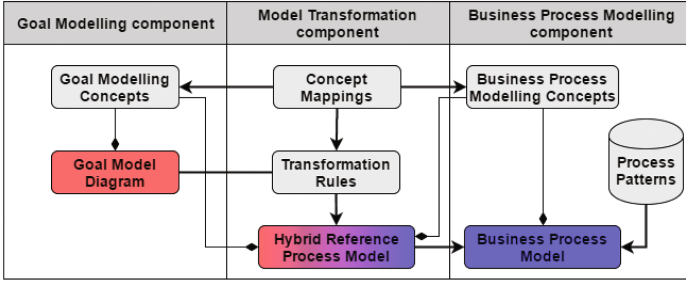 Goal Modelling component
Model Transformation
component
Business Process Modelling
component
Goal Modelling
Concepts
Concept
Mappings
Business Process
Modelling Concepts
Goal Model
Diagram
Transformation
Rules
Process
Patterns
Hybrid Reference
Process Model
Business Process
Model